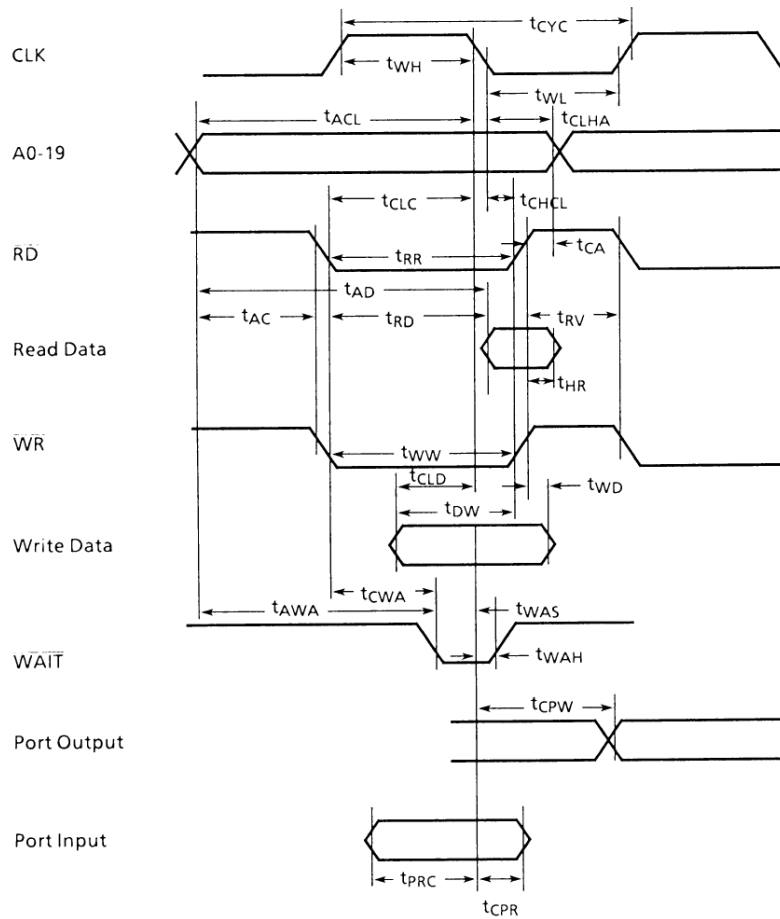 tCYC
CLK
tWH
tWL
tACL
tCLHA
A0-19
tCLC
tCHCL
RD
tRR
tCA
tAD
tAC
tRD
tRV
Read Data
tHR
WR
tWW
tCLD
tWD
tDW
Write Data
tCWA
tAWA
tWAS
WAIT
tWAH
tCPW
Port Output
Port Input
tPRC
tCPR